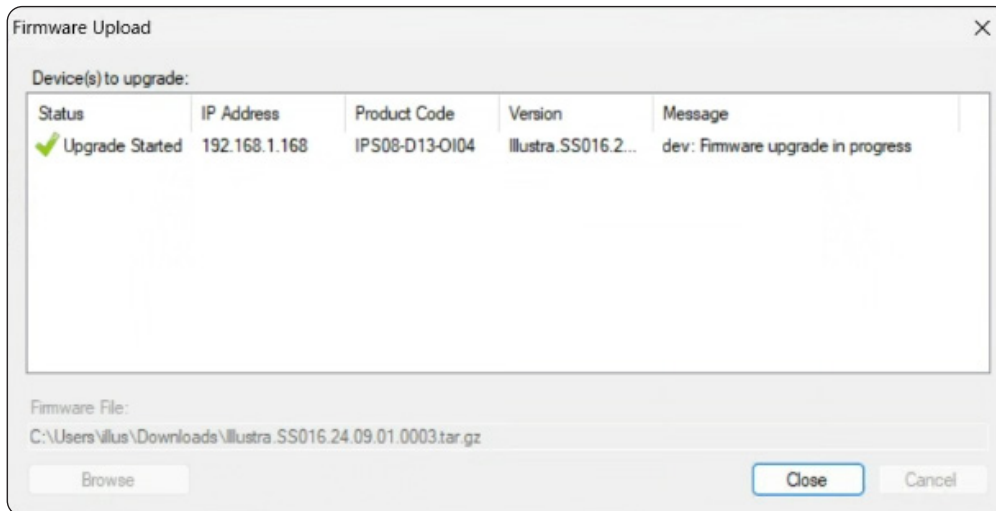 Firmware Upload
Device(s) to upgrade:
Status IP Address Product Code Version Message
Upgrade Started 192.168.1.168 IPS08-D13-OI04 Illustra.SS016.2... dev: Firmware upgrade in progress
Firmware File:
C:\Users\illus\Downloads\Illustra.SS016.24.09.01.0003.tar.gz
Browse Close Cancel